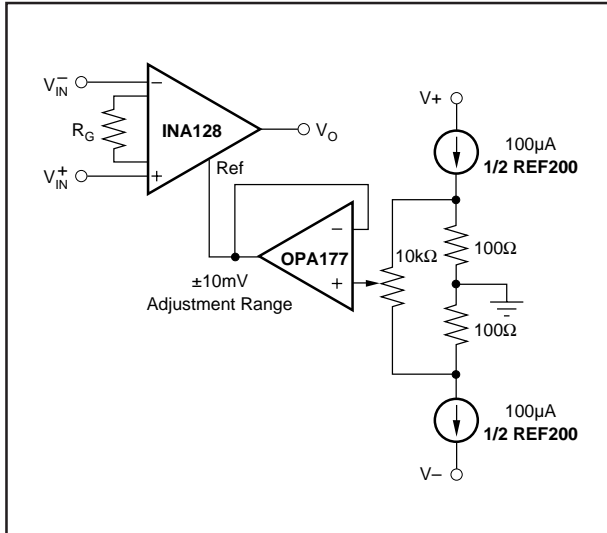 V−IN
INA128
RG
V+IN
VO
Ref
−
+
−
+
OPA177
±10mV
Adjustment Range
V+
100µA
1/2 REF200
10kΩ
100Ω
100Ω
100µA
1/2 REF200
V–